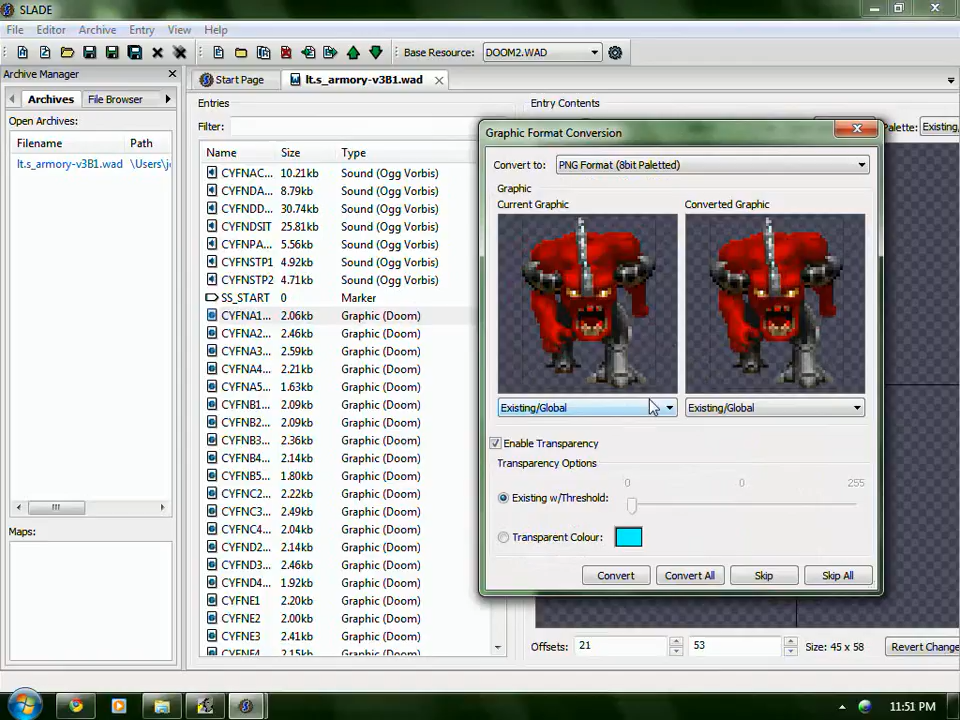 SLADE
File Editor Archive Entry View Help
Base Resource: DOOM2.WAD
Archive Manager
Start Page lt.s_armory-v3B1.wad
Archives File Browser
Open Archives:
Filename Path
lt.s_armory-v3B1.wad \Users\j
Maps:
Entries
Filter:
Name Size Type
CYFNAC... 10.21kb Sound (Ogg Vorbis)
CYFNDA... 8.79kb Sound (Ogg Vorbis)
CYFNDD... 30.74kb Sound (Ogg Vorbis)
CYFNDSIT 25.81kb Sound (Ogg Vorbis)
CYFNPA... 5.56kb Sound (Ogg Vorbis)
CYFNSTP1 4.92kb Sound (Ogg Vorbis)
CYFNSTP2 4.71kb Sound (Ogg Vorbis)
SS_START 0 Marker
CYFNA1... 2.06kb Graphic (Doom)
CYFNA2... 2.46kb Graphic (Doom)
CYFNA3... 2.59kb Graphic (Doom)
CYFNA4... 2.21kb Graphic (Doom)
CYFNA5... 1.63kb Graphic (Doom)
CYFNB1... 2.09kb Graphic (Doom)
CYFNB2... 2.09kb Graphic (Doom)
CYFNB3... 2.36kb Graphic (Doom)
CYFNB4... 2.14kb Graphic (Doom)
CYFNB5... 1.80kb Graphic (Doom)
CYFNC2... 2.22kb Graphic (Doom)
CYFNC3... 2.49kb Graphic (Doom)
CYFNC4... 2.04kb Graphic (Doom)
CYFND2... 2.14kb Graphic (Doom)
CYFND3... 2.46kb Graphic (Doom)
CYFND4... 1.92kb Graphic (Doom)
CYFNE1 2.20kb Graphic (Doom)
CYFNE2 2.00kb Graphic (Doom)
CYFNE3 2.41kb Graphic (Doom)
CYFNE4 2.15kb Graphic (Doom)
Entry Contents
Palette: Existing/
Graphic Format Conversion
Convert to: PNG Format (8bit Paletted)
Graphic
Current Graphic Converted Graphic
Existing/Global Existing/Global
Enable Transparency
Transparency Options
0 0 255
Existing w/Threshold:
Transparent Colour:
Convert Convert All Skip Skip All
Offsets: 21 53 Size: 45 x 58 Revert Change
11:51 PM